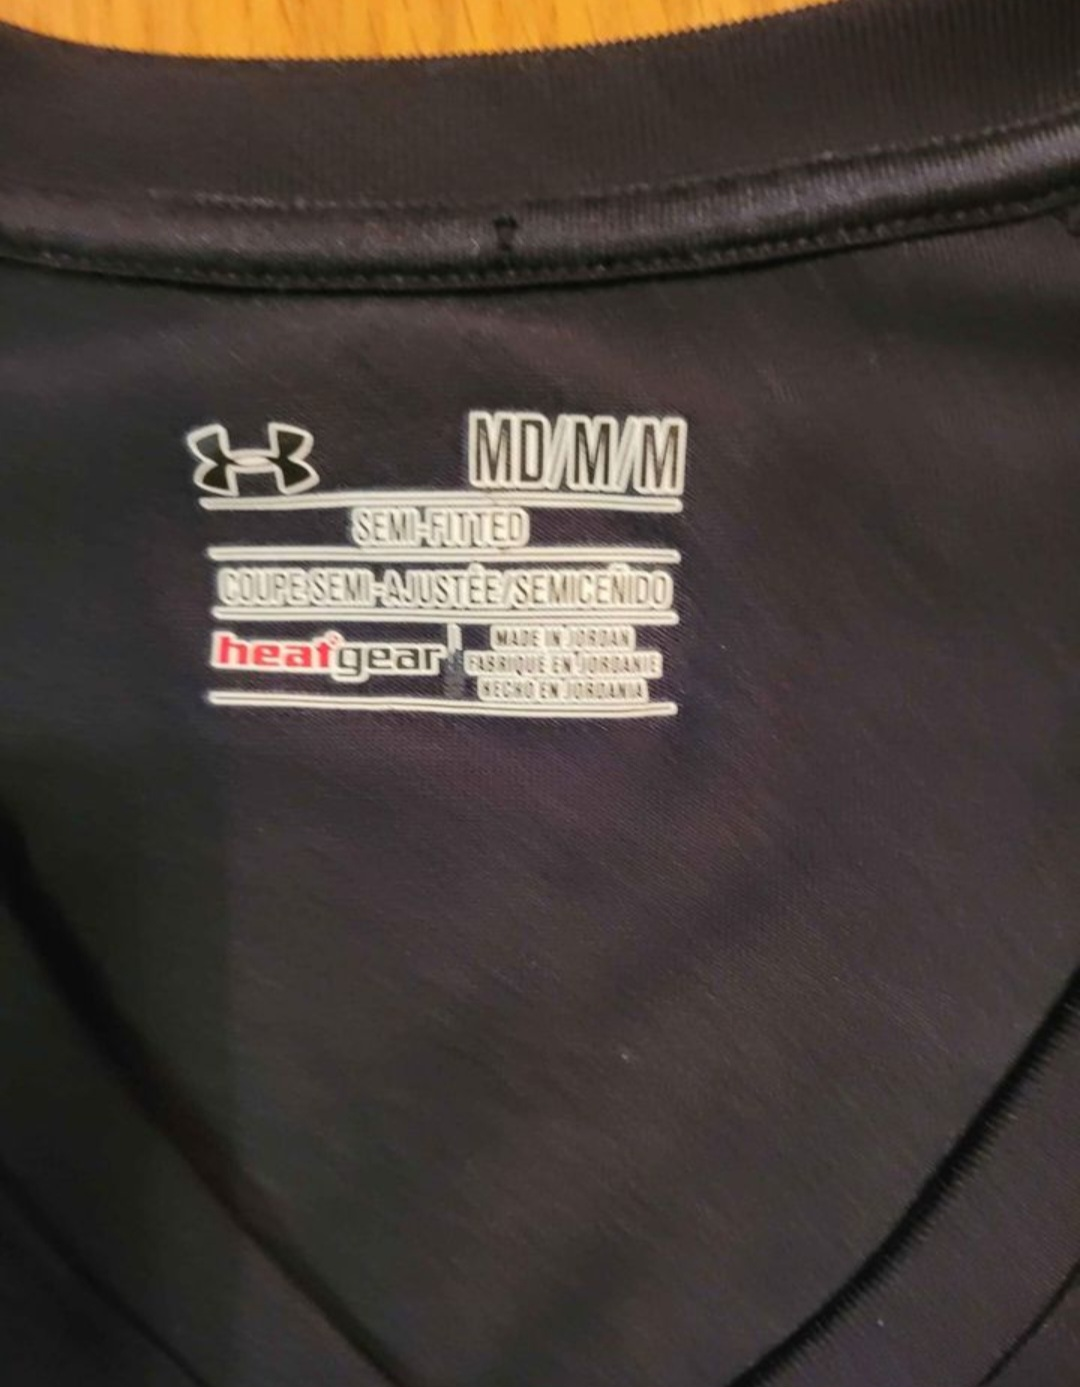 MD/M/M
SEMI-FITTED
COUPE SEMI-AJUSTÉE/SEMICEÑIDO
heatgear
MADE IN JORDAN
FABRIQUÉ EN JORDANIE
HECHO EN JORDANIA